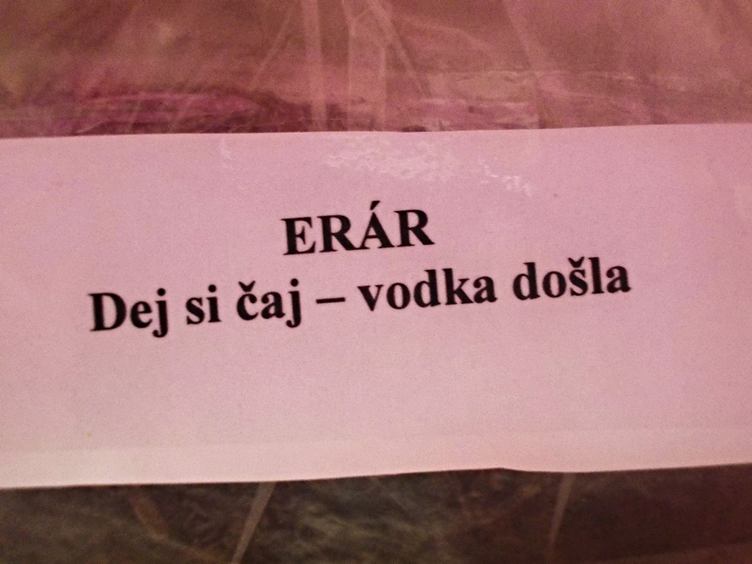 ERÁR
Dej si čaj – vodka došla